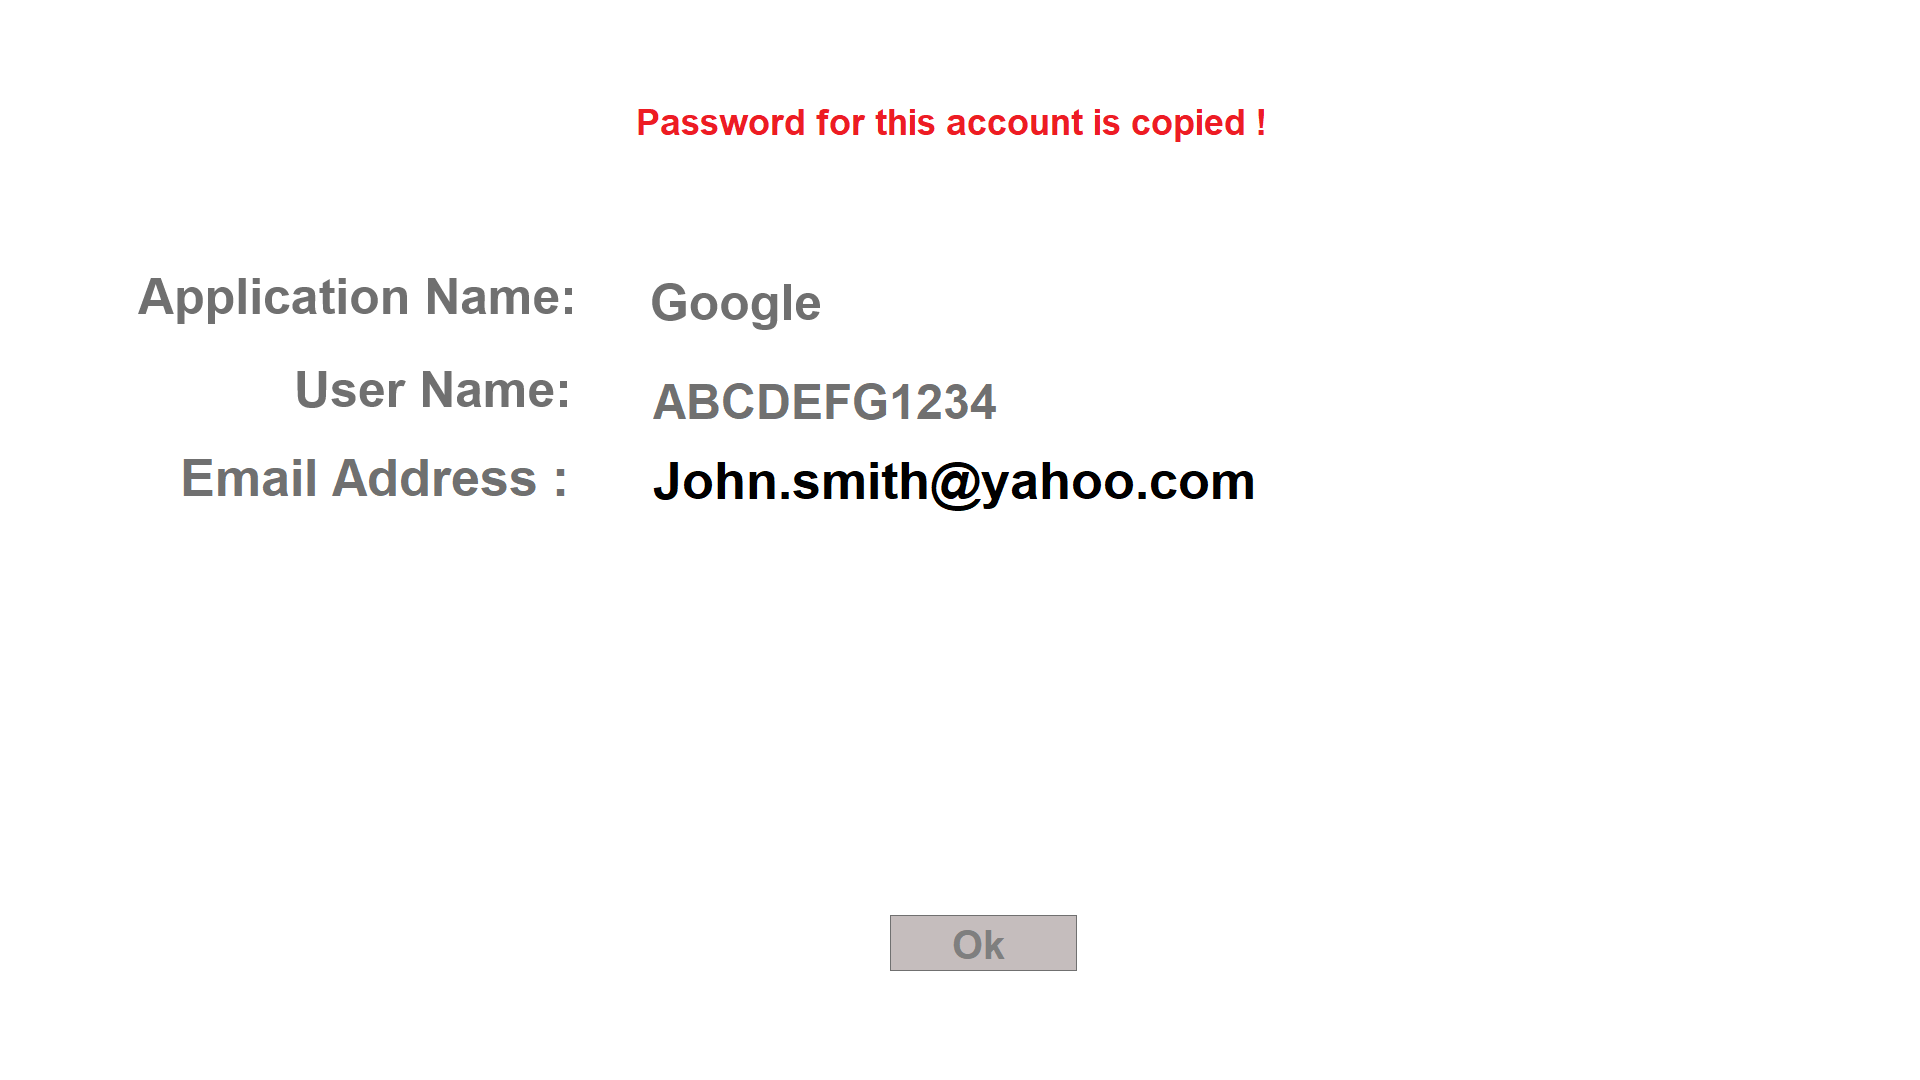 Password for this account is copied !
Application Name: Google
User Name: ABCDEFG1234
Email Address : John.smith@yahoo.com
Ok